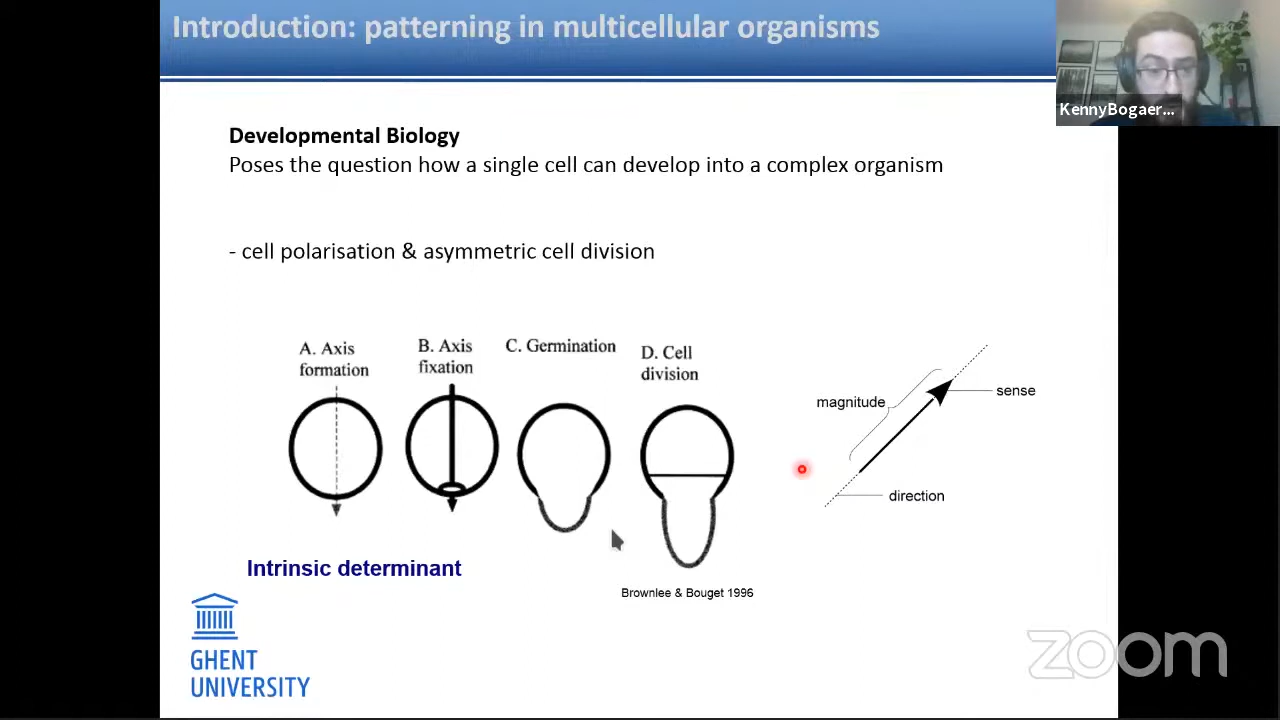 Introduction: patterning in multicellular organisms
KennyBogaer...
Developmental Biology
Poses the question how a single cell can develop into a complex organism
- cell polarisation & asymmetric cell division
A. Axis
formation
B. Axis
fixation
C. Germination
D. Cell
division
magnitude
sense
direction
Intrinsic determinant
Brownlee & Bouget 1996
GHENT
UNIVERSITY
zoom